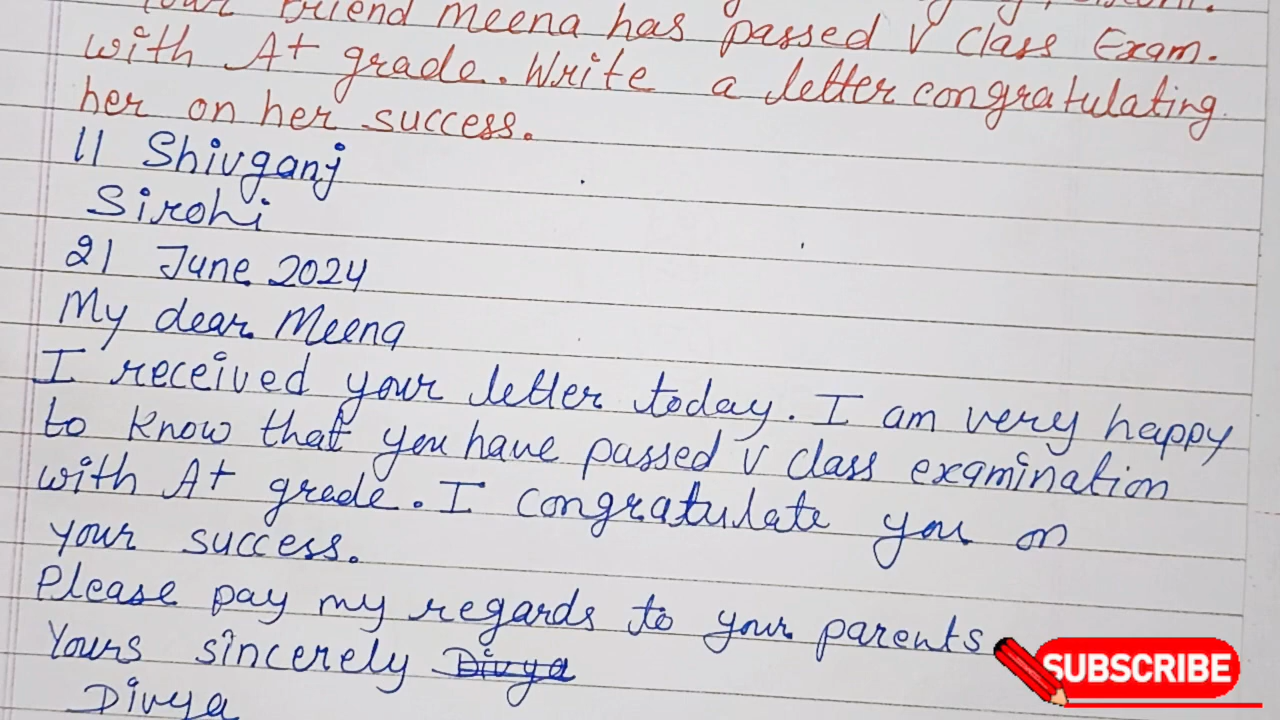 Your friend Meena has passed V class Exam.
with A+ grade. Write a letter congratulating
her on her success.
11 Shivganj
Sirohi
21 June 2024
My dear Meena
I received your letter today. I am very happy
to know that you have passed V class examination
with A+ grade. I congratulate you on
your success.
Please pay my regards to your parents
Yours sincerely Divya
Divya
SUBSCRIBE